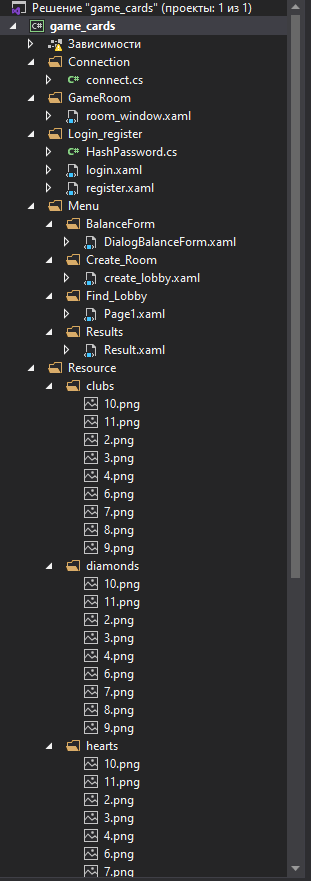 Решение "game_cards" (проекты: 1 из 1)
game_cards
Зависимости
Connection
connect.cs
GameRoom
room_window.xaml
Login_register
HashPassword.cs
login.xaml
register.xaml
Menu
BalanceForm
DialogBalanceForm.xaml
Create_Room
create_lobby.xaml
Find_Lobby
Page1.xaml
Results
Result.xaml
Resource
clubs
10.png
11.png
2.png
3.png
4.png
6.png
7.png
8.png
9.png
diamonds
10.png
11.png
2.png
3.png
4.png
6.png
7.png
8.png
9.png
hearts
10.png
11.png
2.png
3.png
4.png
6.png
7.png